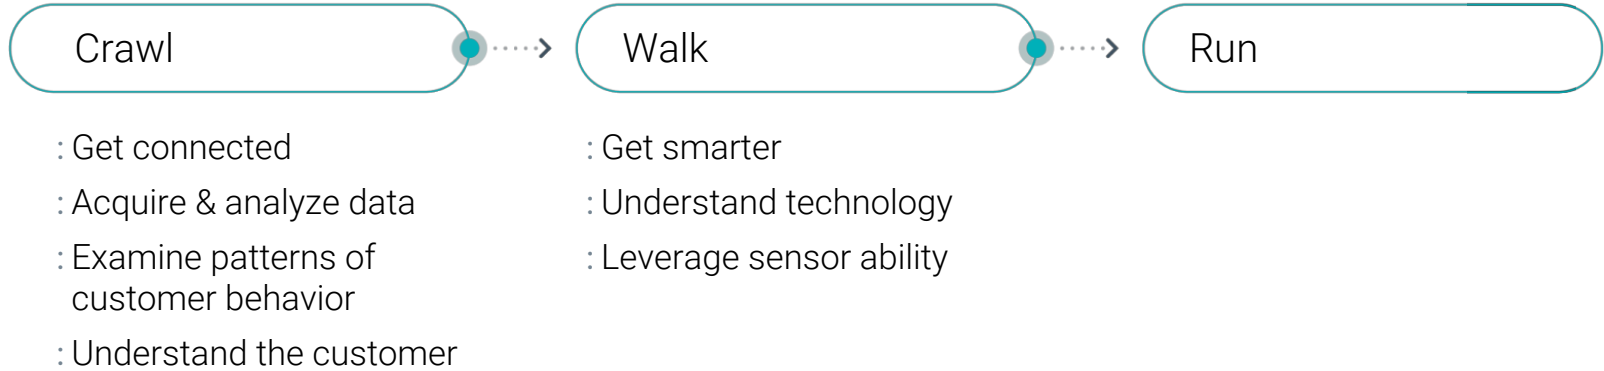 Crawl
Walk
Run
: Get connected
: Acquire & analyze data
: Examine patterns of
customer behavior
: Understand the customer
: Get smarter
: Understand technology
: Leverage sensor ability